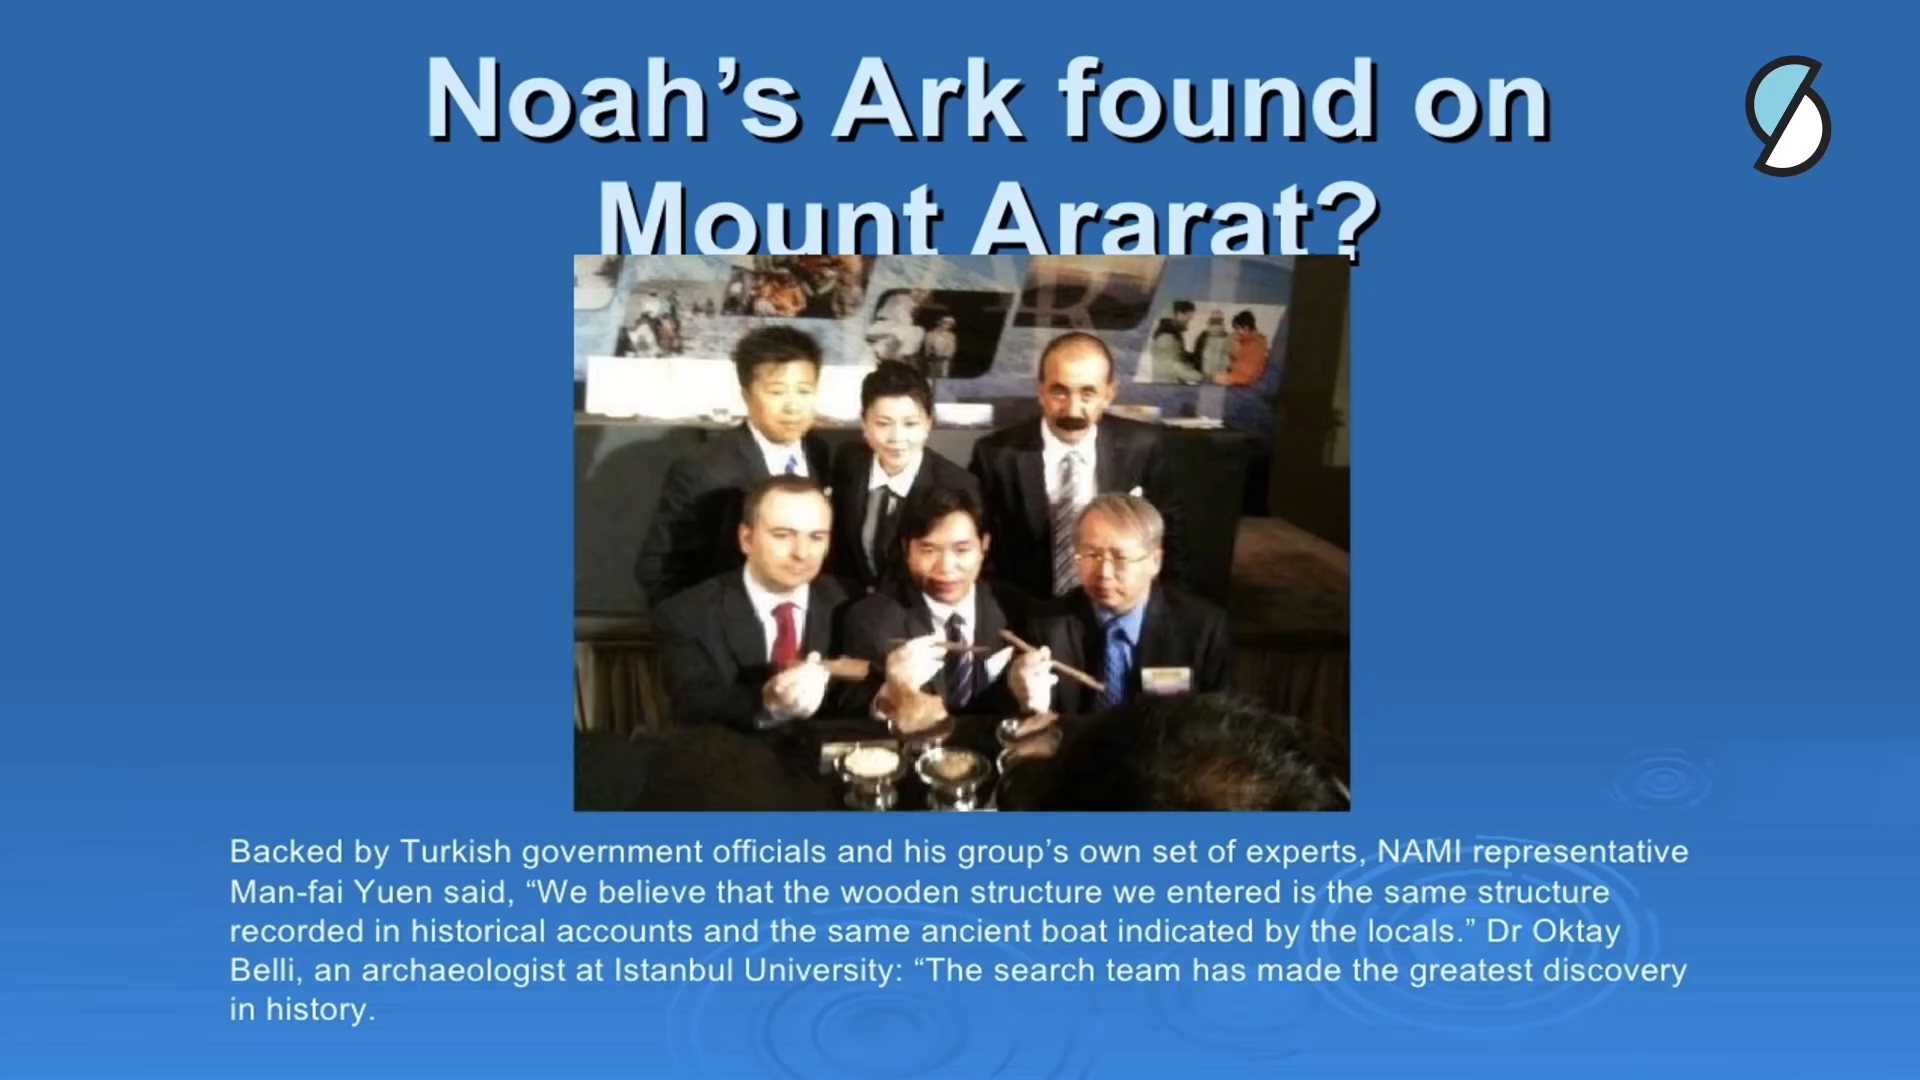 Noah’s Ark found on
Mount Ararat?
Backed by Turkish government officials and his group’s own set of experts, NAMI representative
Man-fai Yuen said, “We believe that the wooden structure we entered is the same structure
recorded in historical accounts and the same ancient boat indicated by the locals.” Dr Oktay
Belli, an archaeologist at Istanbul University: “The search team has made the greatest discovery
in history.